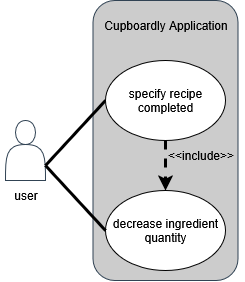 Cupboardly Application
specify recipe
completed
<<include>>
user
decrease ingredient
quantity